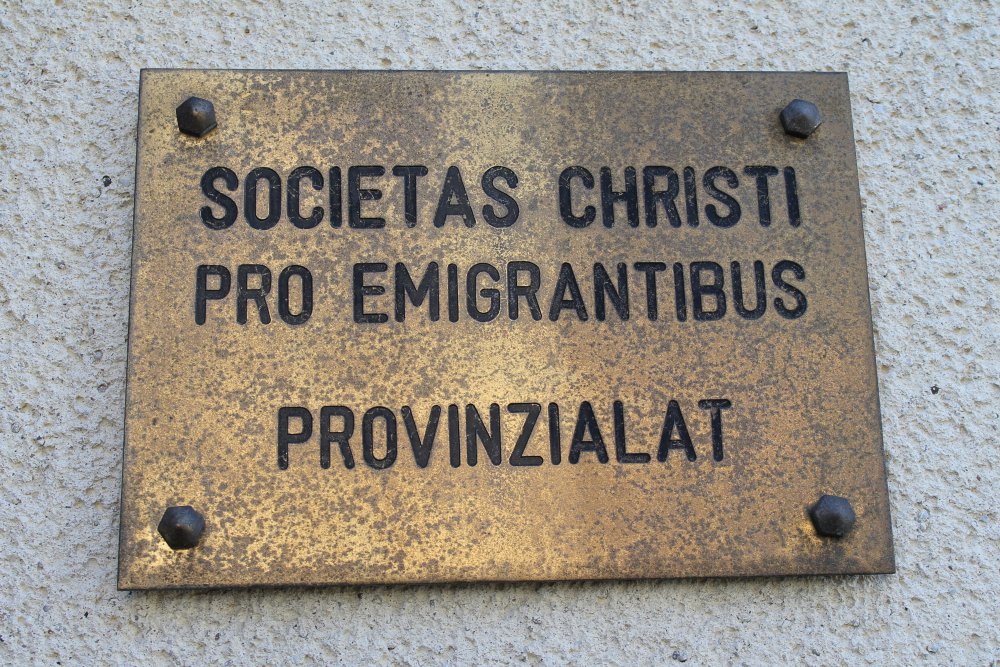 SOCIETAS CHRISTI
PRO EMIGRANTIBUS
PROVINZIALAT